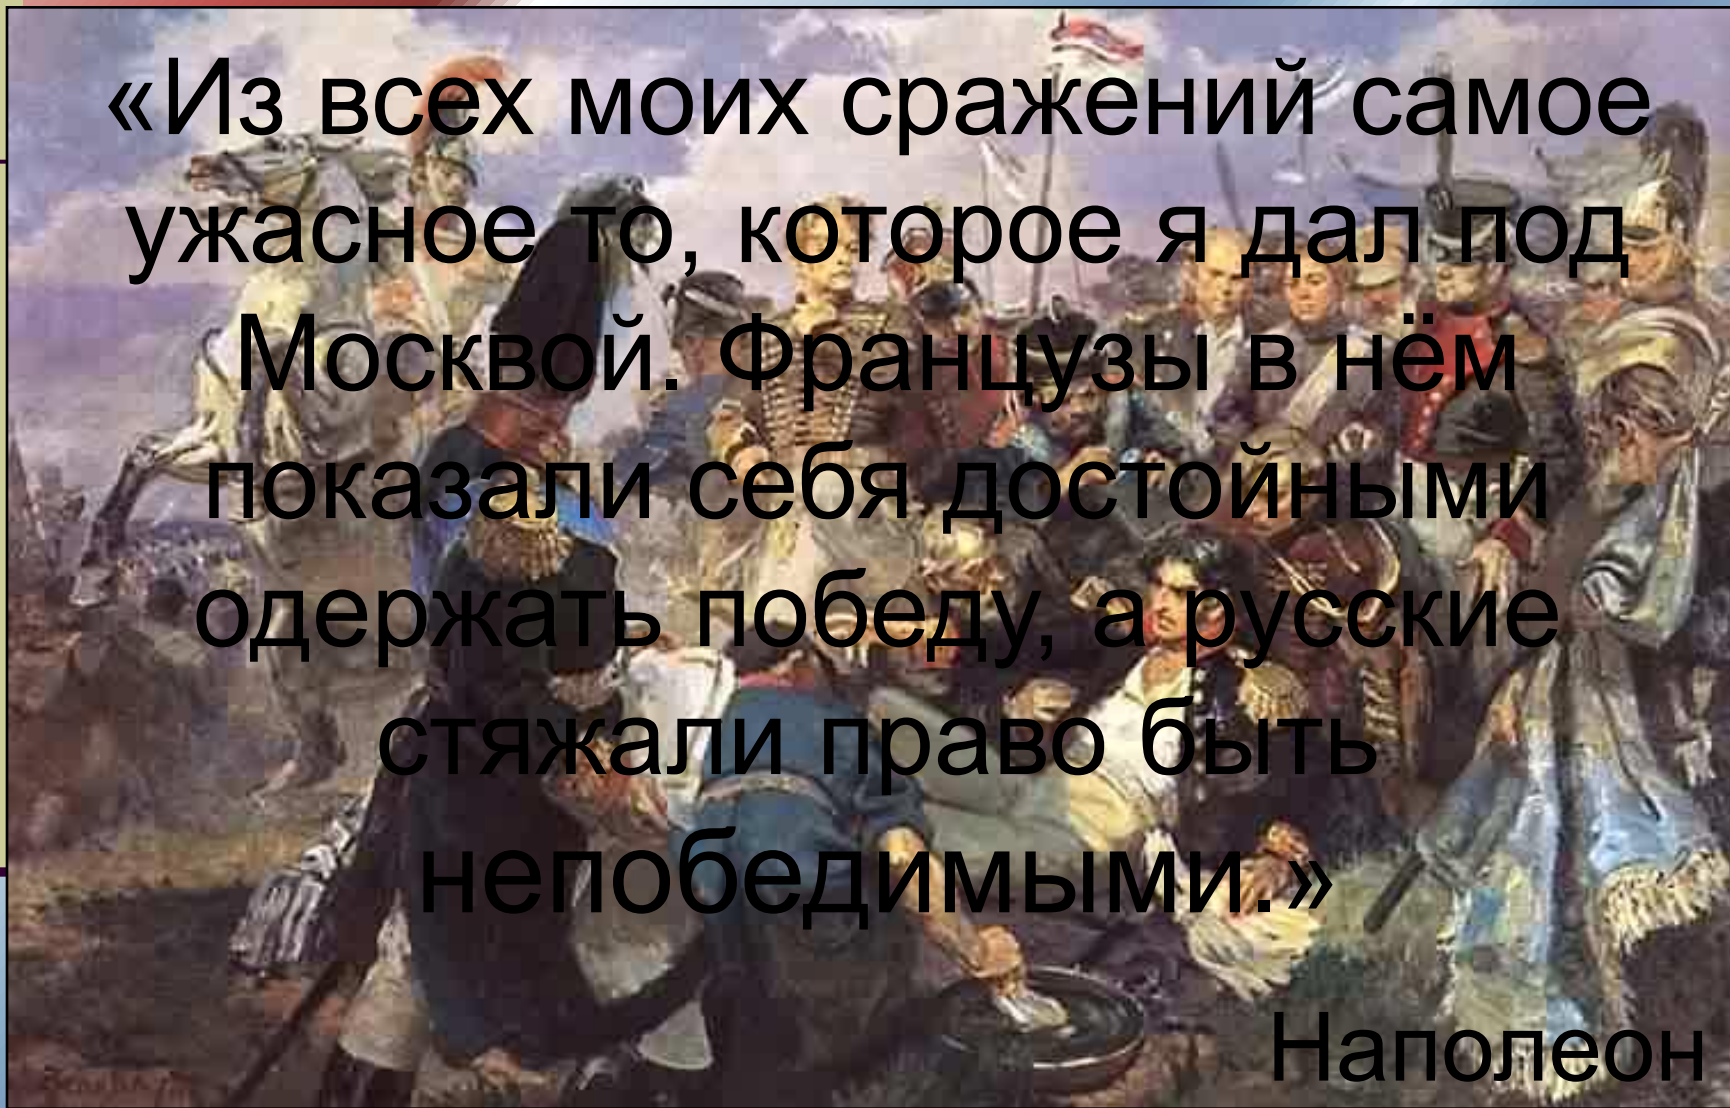 «Из всех моих сражений самое
ужасное то, которое я дал под
Москвой. Французы в нём
показали себя достойными
одержать победу, а русские
стяжали право быть
непобедимыми.»
Наполеон